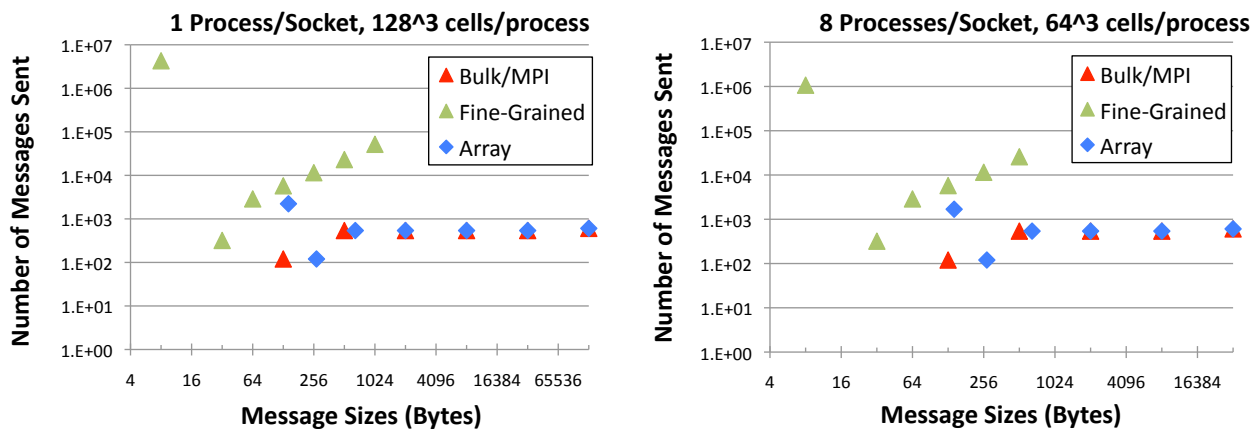 1 Process/Socket, 128^3 cells/process
Number of Messages Sent
1.E+07
1.E+06
1.E+05
1.E+04
1.E+03
1.E+02
1.E+01
1.E+00
Bulk/MPI
Fine-Grained
Array
4 16 64 256 1024 4096 16384 65536
Message Sizes (Bytes)
8 Processes/Socket, 64^3 cells/process
Number of Messages Sent
1.E+07
1.E+06
1.E+05
1.E+04
1.E+03
1.E+02
1.E+01
1.E+00
Bulk/MPI
Fine-Grained
Array
4 16 64 256 1024 4096 16384
Message Sizes (Bytes)